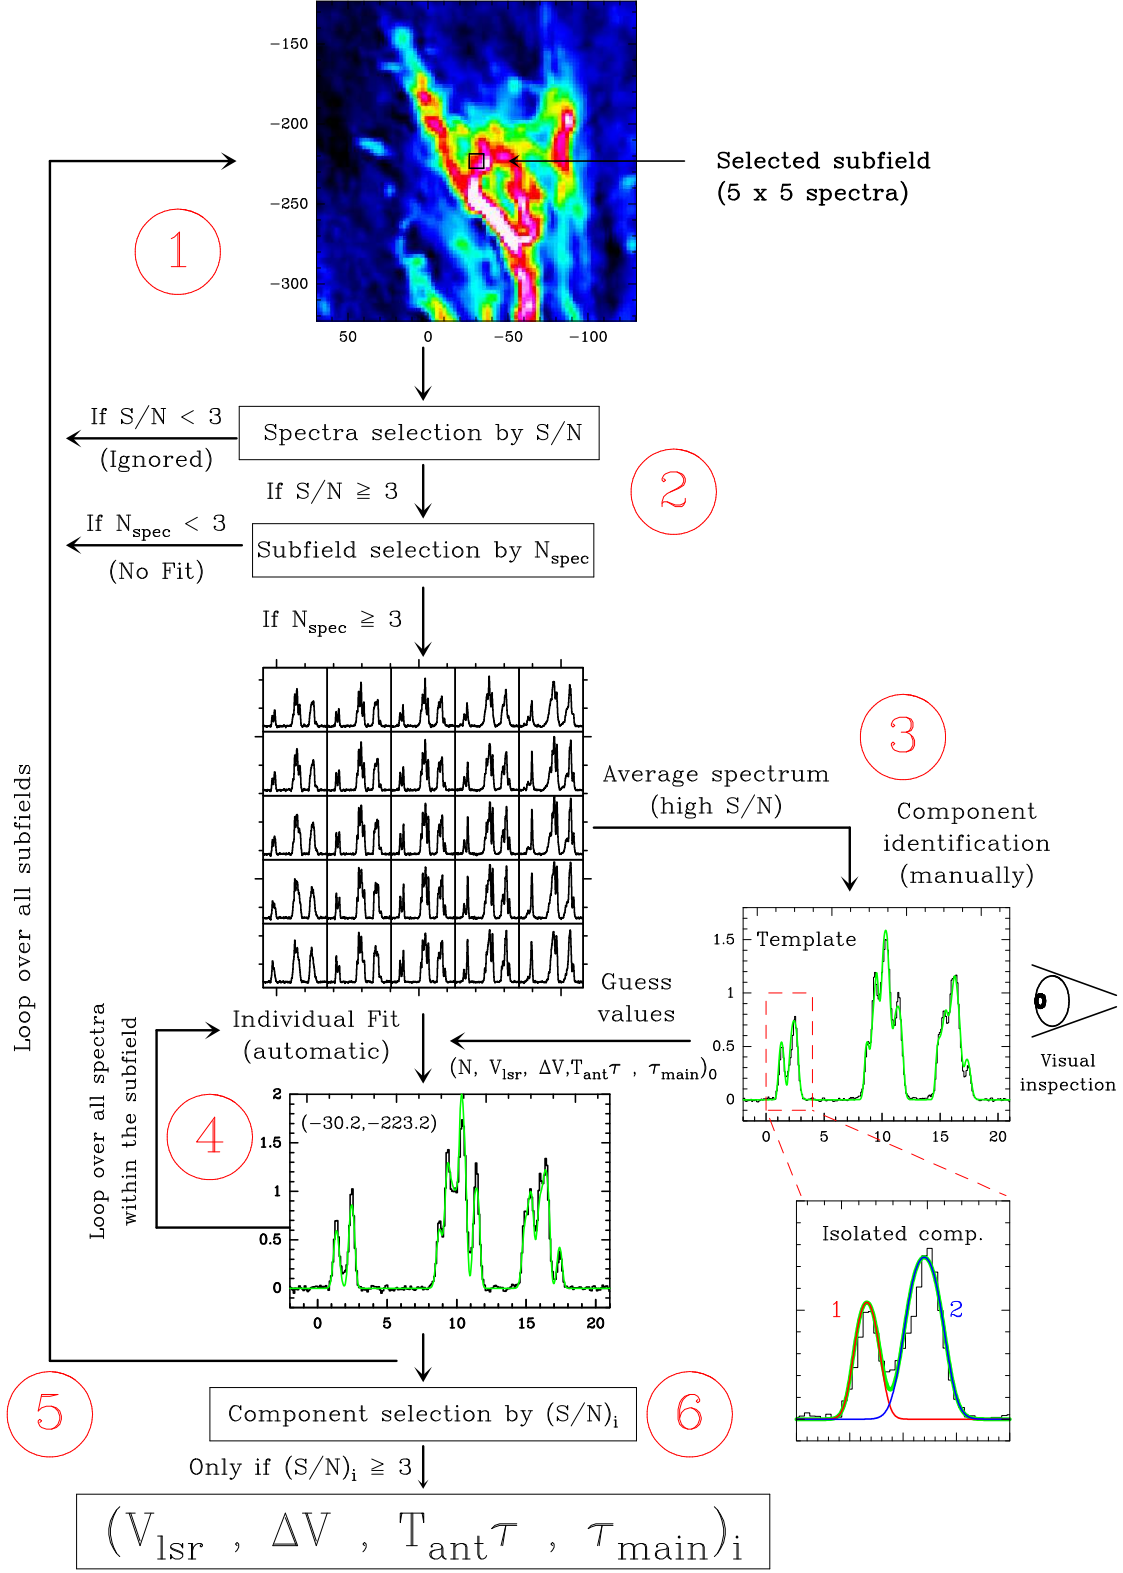 −150
−200
−250
−300
50 0 −50 −100
Selected subfield
(5 x 5 spectra)
1
If S/N < 3
(Ignored)
Spectra selection by S/N
2
If S/N ≧ 3
If Nspec < 3
(No Fit)
Subfield selection by Nspec
If Nspec ≧ 3
3
Average spectrum
(high S/N)
Component
identification
(manually)
Loop over all subfields
Template
1.5
1
0.5
0
0 5 10 15 20
Visual
inspection
Guess
values
(N, Vlsr, ΔV,Tantτ , τmain)0
Individual Fit
(automatic)
Loop over all spectra
within the subfield
4
(−30.2,−223.2)
2
1.5
1
0.5
0
0 5 10 15 20
Isolated comp.
1
2
5
Component selection by (S/N)i
6
Only if (S/N)i ≧ 3
(Vlsr , ΔV , Tantτ , τmain)i